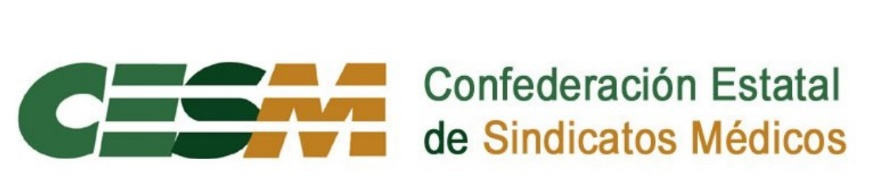 CESM
Confederación Estatal
de Sindicatos Médicos